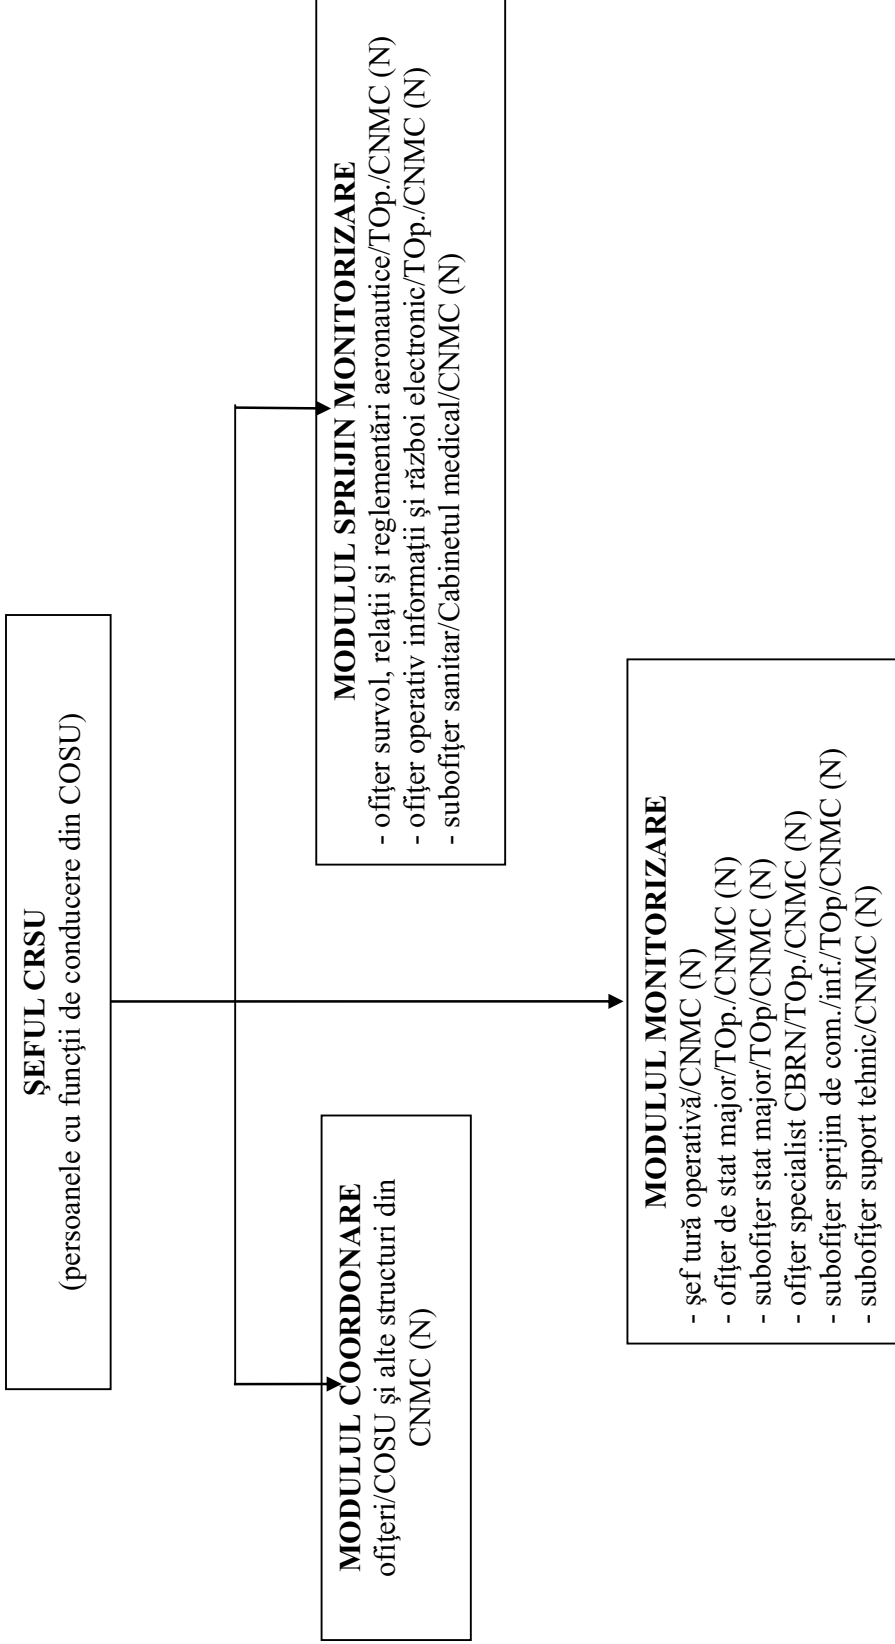 ŞEFUL CRSU
(persoanele cu funcţii de conducere din COSU)
MODULUL COORDONARE
ofiţeri/COSU şi alte structuri din
CNMC (N)
MODULUL SPRIJIN MONITORIZARE
- ofiţer survol, relaţii şi reglementări aeronautice/TOp./CNMC (N)
- ofiţer operativ informaţii şi război electronic/TOp./CNMC (N)
- subofiţer sanitar/Cabinetul medical/CNMC (N)
MODULUL MONITORIZARE
- şef tură operativă/CNMC (N)
- ofiţer de stat major/TOp./CNMC (N)
- subofiţer stat major/TOp/CNMC (N)
- ofiţer specialist CBRN/TOp./CNMC (N)
- subofiţer sprijin de com./inf./TOp/CNMC (N)
- subofiţer suport tehnic/CNMC (N)